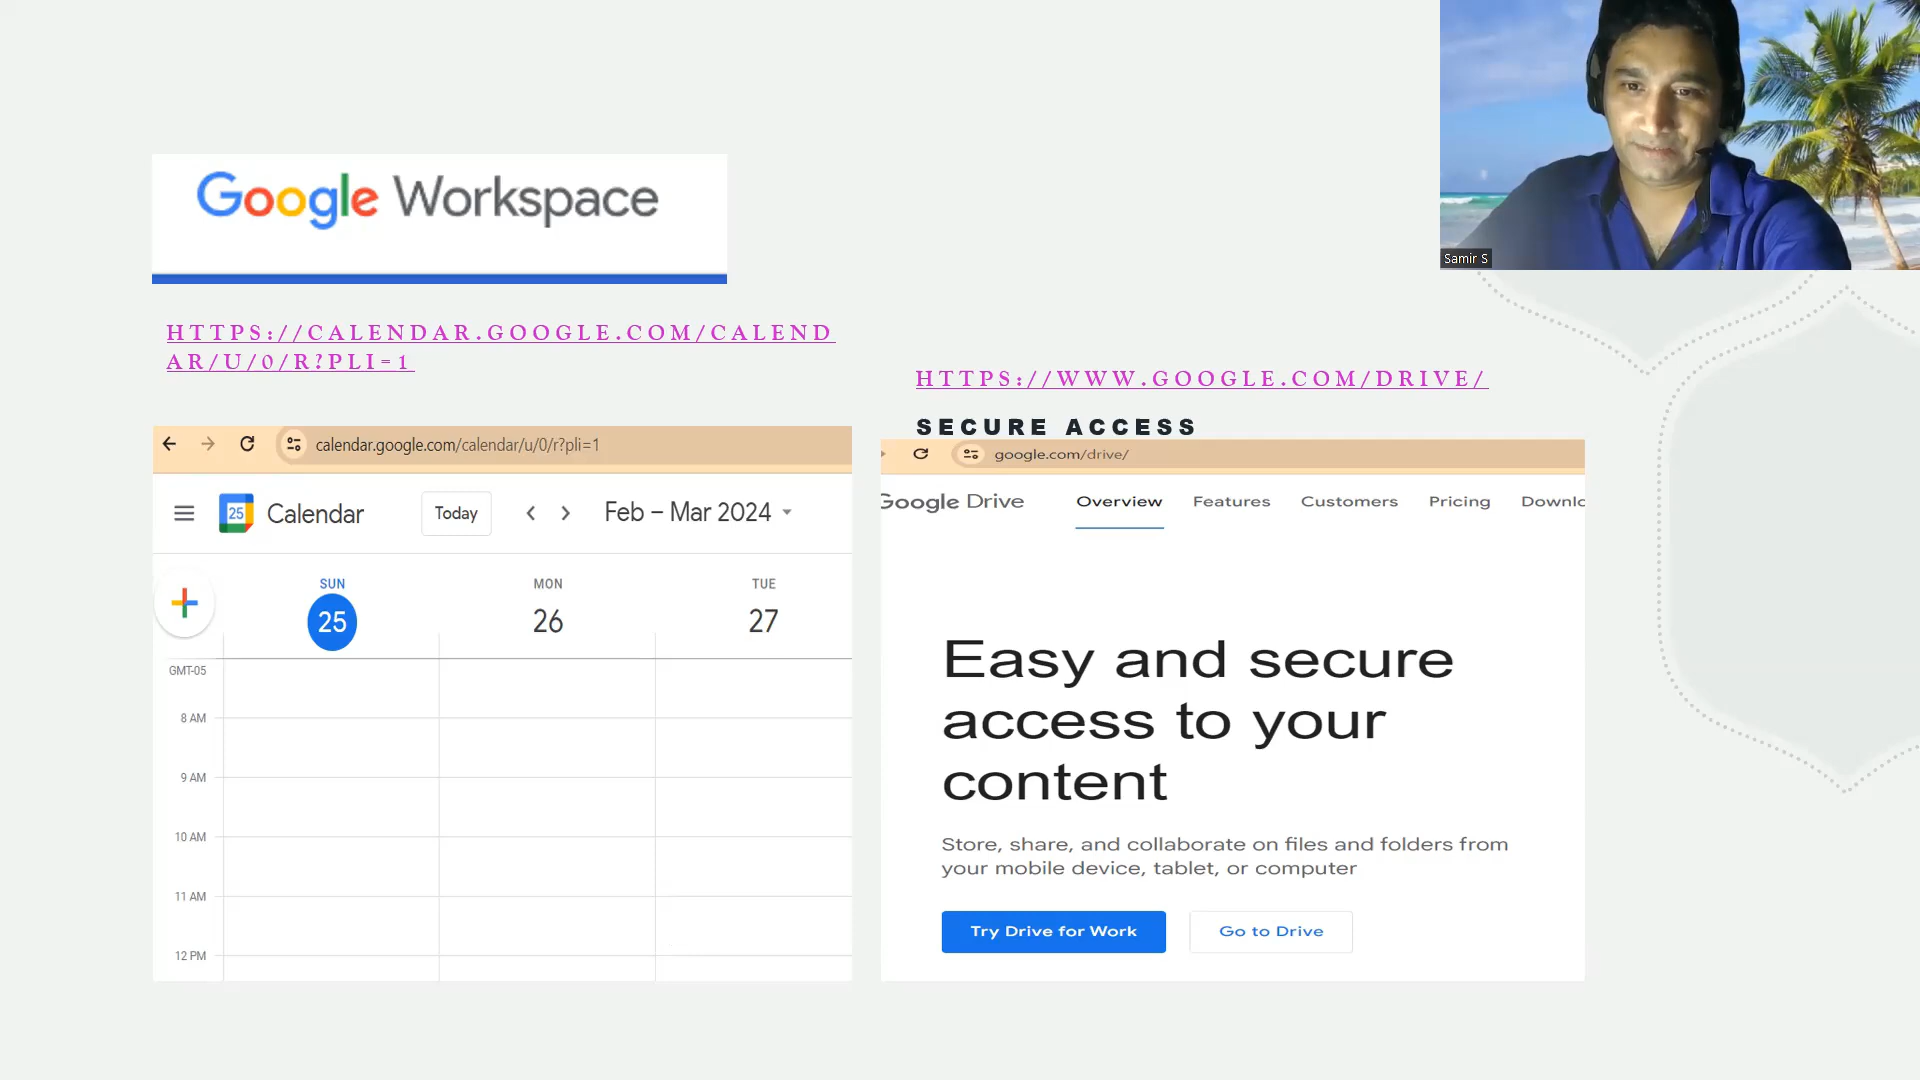 Google Workspace
HTTPS://CALENDAR.GOOGLE.COM/CALEND
AR/U/0/R?PLI=1
calendar.google.com/calendar/u/0/r?pli=1
25 Calendar Today Feb – Mar 2024
SUN MON TUE
25 26 27
GMT-05
8 AM
9 AM
10 AM
11 AM
12 PM
HTTPS://WWW.GOOGLE.COM/DRIVE/
SECURE ACCESS
google.com/drive/
Google Drive Overview Features Customers Pricing Downlo
Easy and secure
access to your
content
Store, share, and collaborate on files and folders from
your mobile device, tablet, or computer
Try Drive for Work Go to Drive
Samir S